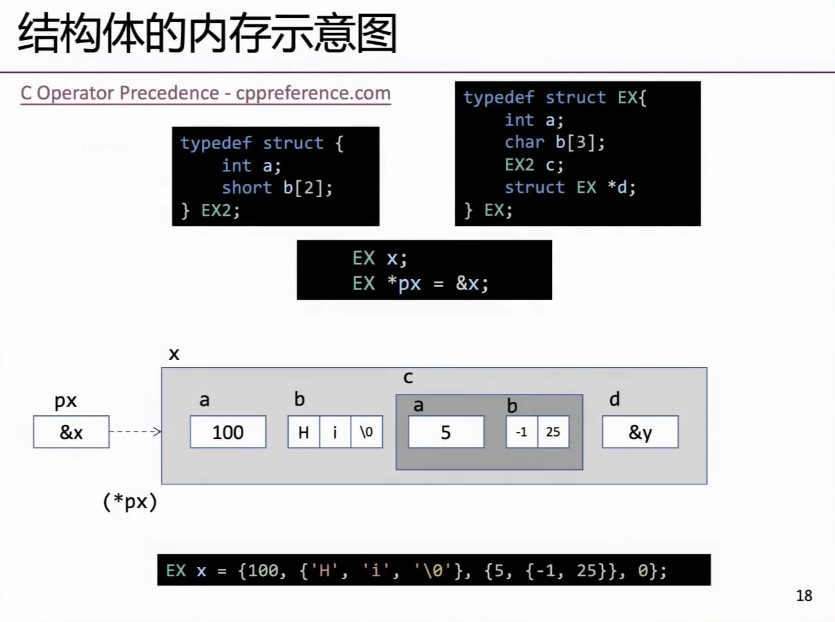 结构体的内存示意图
C Operator Precedence - cppreference.com
typedef struct {
    int a;
    short b[2];
} EX2;
typedef struct EX{
    int a;
    char b[3];
    EX2 c;
    struct EX *d;
} EX;
EX x;
EX *px = &x;
x
c
px
a
b
a
b
d
&x
100
H
i
\0
5
-1
25
&y
(*px)
EX x = {100, {'H', 'i', '\0'}, {5, {-1, 25}}, 0};
18